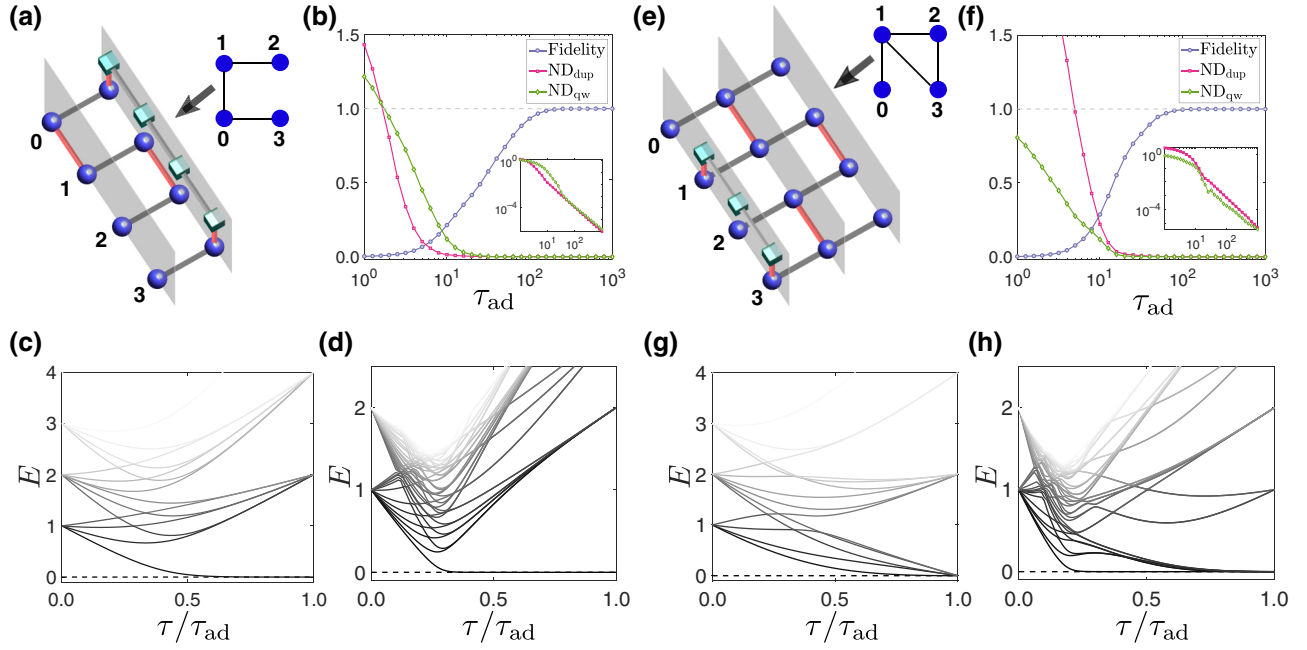 (a)
1 2
0 3
0
1
2
3
(b)
1.5
1.0
0.5
0.0
Fidelity
ND_dup
ND_qw
10^0
10^-4
10^1 10^2
10^0 10^1 10^2 10^3
τ_ad
(e)
1 2
0 3
0
1
2
3
(f)
1.5
1.0
0.5
0.0
Fidelity
ND_dup
ND_qw
10^0
10^-4
10^1 10^2
10^0 10^1 10^2 10^3
τ_ad
(c)
E
4
3
2
1
0
0.0 0.5 1.0
τ/τ_ad
(d)
E
2
1
0
0.0 0.5 1.0
τ/τ_ad
(g)
E
4
3
2
1
0
0.0 0.5 1.0
τ/τ_ad
(h)
E
2
1
0
0.0 0.5 1.0
τ/τ_ad